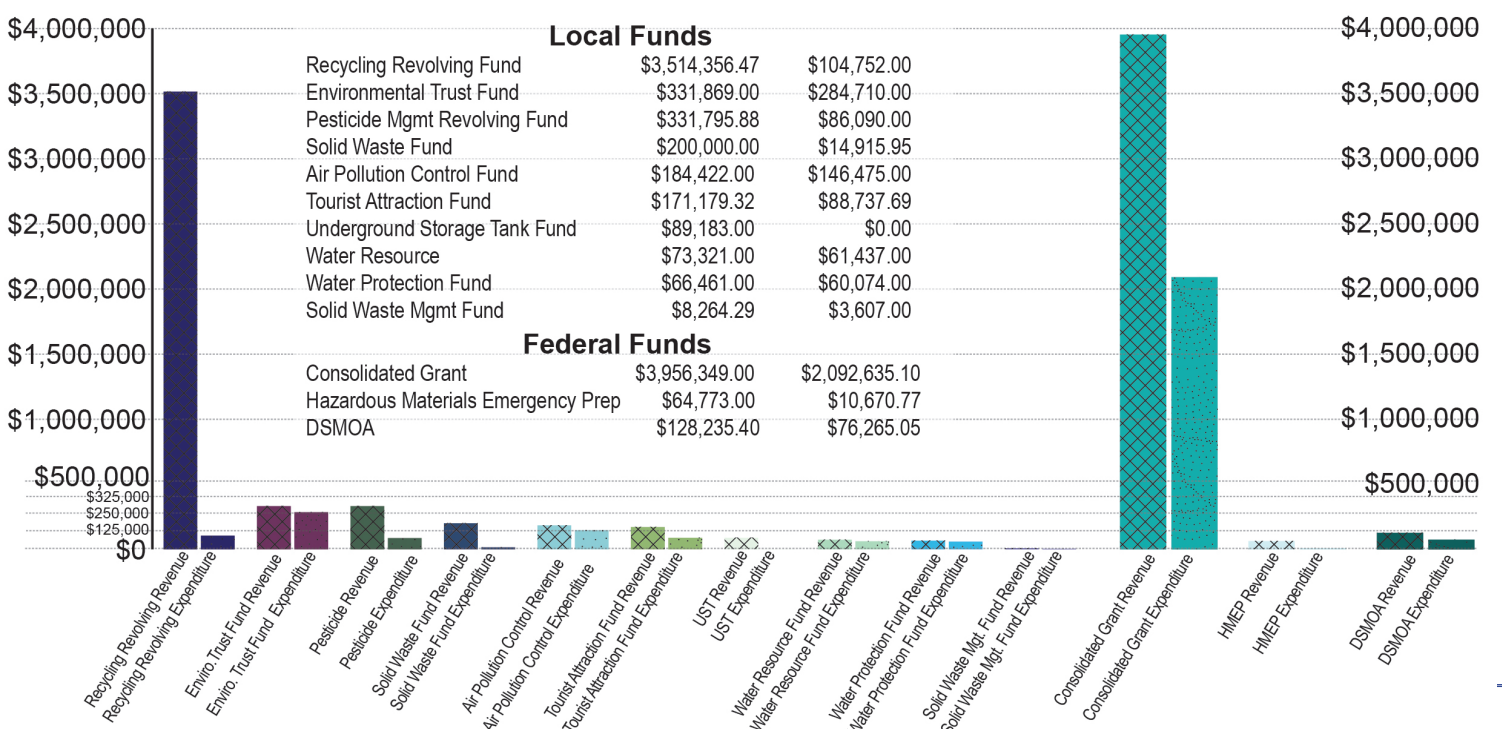 $4,000,000
$3,500,000
$3,000,000
$2,500,000
$2,000,000
$1,500,000
$1,000,000
$500,000
$325,000
$250,000
$125,000
$0
Local Funds
Recycling Revolving Fund $3,514,356.47 $104,752.00
Environmental Trust Fund $331,869.00 $284,710.00
Pesticide Mgmt Revolving Fund $331,795.88 $86,090.00
Solid Waste Fund $200,000.00 $14,915.95
Air Pollution Control Fund $184,422.00 $146,475.00
Tourist Attraction Fund $171,179.32 $88,737.69
Underground Storage Tank Fund $89,183.00 $0.00
Water Resource $73,321.00 $61,437.00
Water Protection Fund $66,461.00 $60,074.00
Solid Waste Mgmt Fund $8,264.29 $3,607.00
Federal Funds
Consolidated Grant $3,956,349.00 $2,092,635.10
Hazardous Materials Emergency Prep $64,773.00 $10,670.77
DSMOA $128,235.40 $76,265.05
$4,000,000
$3,500,000
$3,000,000
$2,500,000
$2,000,000
$1,500,000
$1,000,000
$500,000
Recycling Revolving Revenue
Recycling Revolving Expenditure
Enviro. Trust Fund Revenue
Enviro. Trust Fund Expenditure
Pesticide Revenue
Pesticide Expenditure
Solid Waste Fund Revenue
Solid Waste Fund Expenditure
Air Pollution Control Revenue
Air Pollution Control Expenditure
Tourist Attraction Fund Revenue
Tourist Attraction Fund Expenditure
UST Revenue
UST Expenditure
Water Resource Fund Revenue
Water Resource Fund Expenditure
Water Protection Fund Revenue
Water Protection Fund Expenditure
Solid Waste Mgt. Fund Revenue
Solid Waste Mgt. Fund Expenditure
Consolidated Grant Revenue
Consolidated Grant Expenditure
HMEP Revenue
HMEP Expenditure
DSMOA Revenue
DSMOA Expenditure